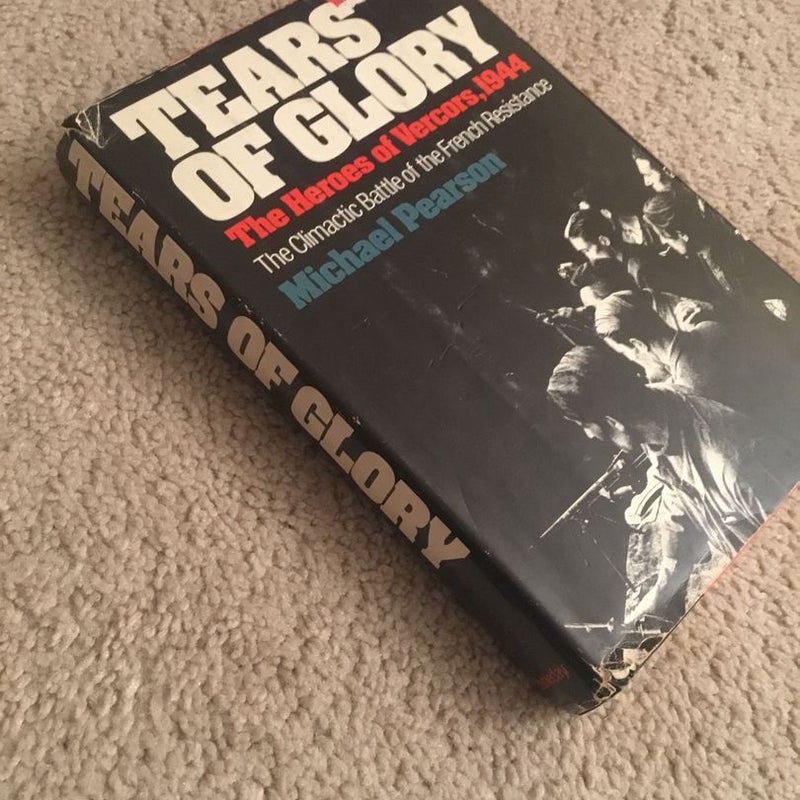 TEARS
OF GLORY
The Heroes of Vercors, 1944
The Climactic Battle of the French Resistance
Michael Pearson
TEARS OF GLORY